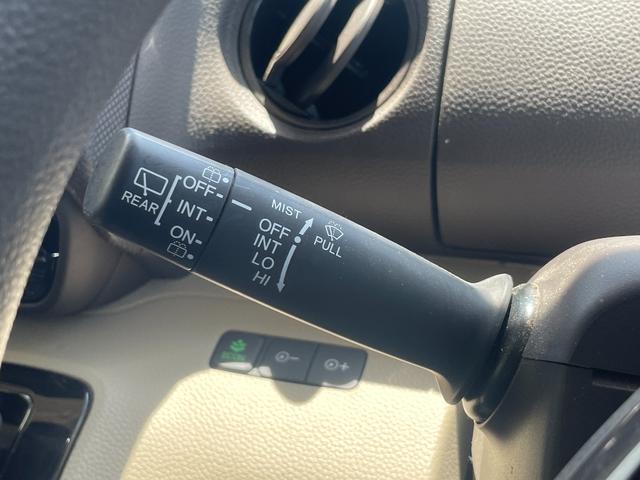 REAR
OFF
INT
ON
MIST
OFF
INT
LO
HI
PULL
ECON
-
+